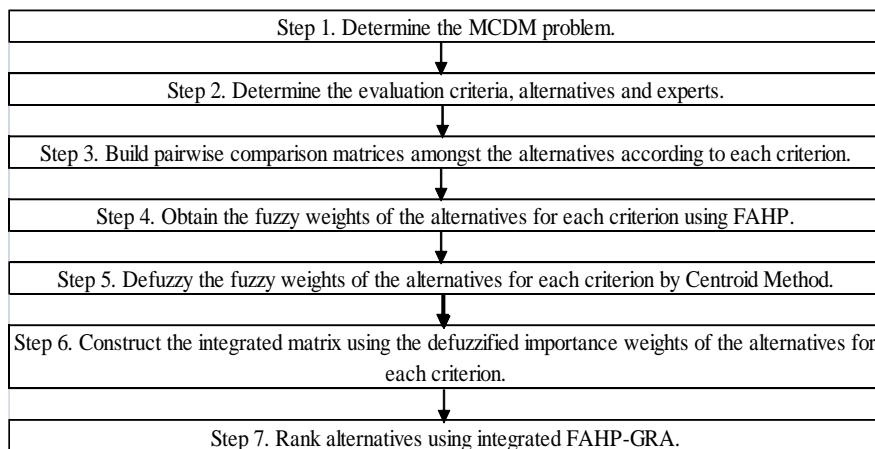 Step 1. Determine the MCDM problem.
Step 2. Determine the evaluation criteria, alternatives and experts.
Step 3. Build pairwise comparison matrices amongst the alternatives according to each criterion.
Step 4. Obtain the fuzzy weights of the alternatives for each criterion using FAHP.
Step 5. Defuzzy the fuzzy weights of the alternatives for each criterion by Centroid Method.
Step 6. Construct the integrated matrix using the defuzzified importance weights of the alternatives for
each criterion.
Step 7. Rank alternatives using integrated FAHP-GRA.